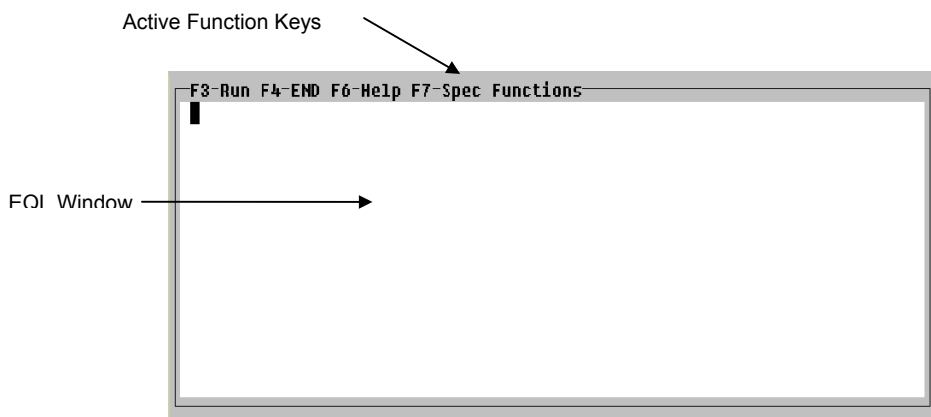 Active Function Keys
F3-Run F4-END F6-Help F7-Spec Functions
EQL Window